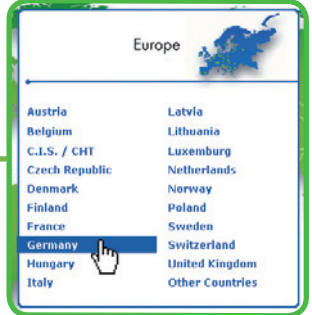 Europe
Austria
Belgium
C.I.S. / CHT
Czech Republic
Denmark
Finland
France
Germany
Hungary
Italy
Latvia
Lithuania
Luxemburg
Netherlands
Norway
Poland
Sweden
Switzerland
United Kingdom
Other Countries